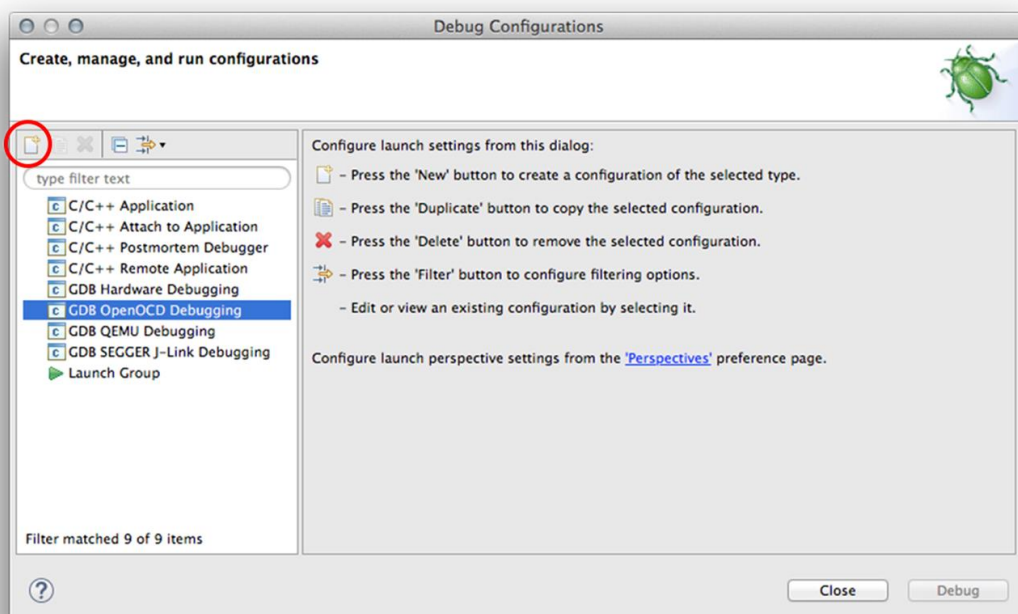 Debug Configurations
Create, manage, and run configurations
type filter text
C/C++ Application
C/C++ Attach to Application
C/C++ Postmortem Debugger
C/C++ Remote Application
GDB Hardware Debugging
GDB OpenOCD Debugging
GDB QEMU Debugging
GDB SEGGER J-Link Debugging
Launch Group
Filter matched 9 of 9 items
Configure launch settings from this dialog:
- Press the 'New' button to create a configuration of the selected type.
- Press the 'Duplicate' button to copy the selected configuration.
- Press the 'Delete' button to remove the selected configuration.
- Press the 'Filter' button to configure filtering options.
- Edit or view an existing configuration by selecting it.
Configure launch perspective settings from the 'Perspectives' preference page.
?
Close
Debug